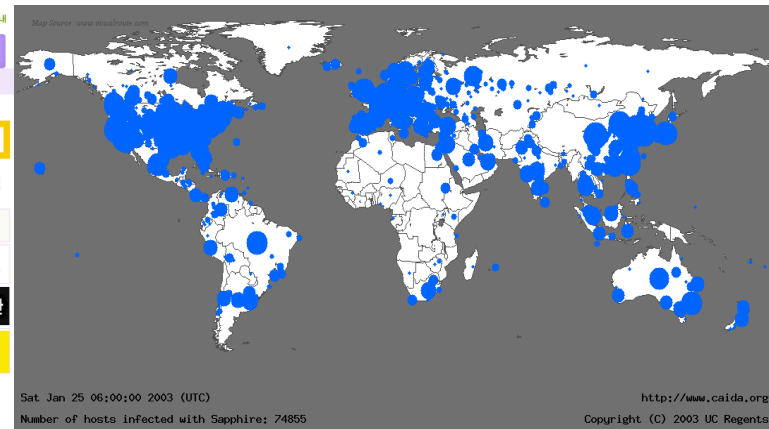 Map Source: www.visualroute.com
Sat Jan 25 06:00:00 2003 (UTC)
http://www.caida.org
Number of hosts infected with Sapphire: 74855
Copyright (C) 2003 UC Regents